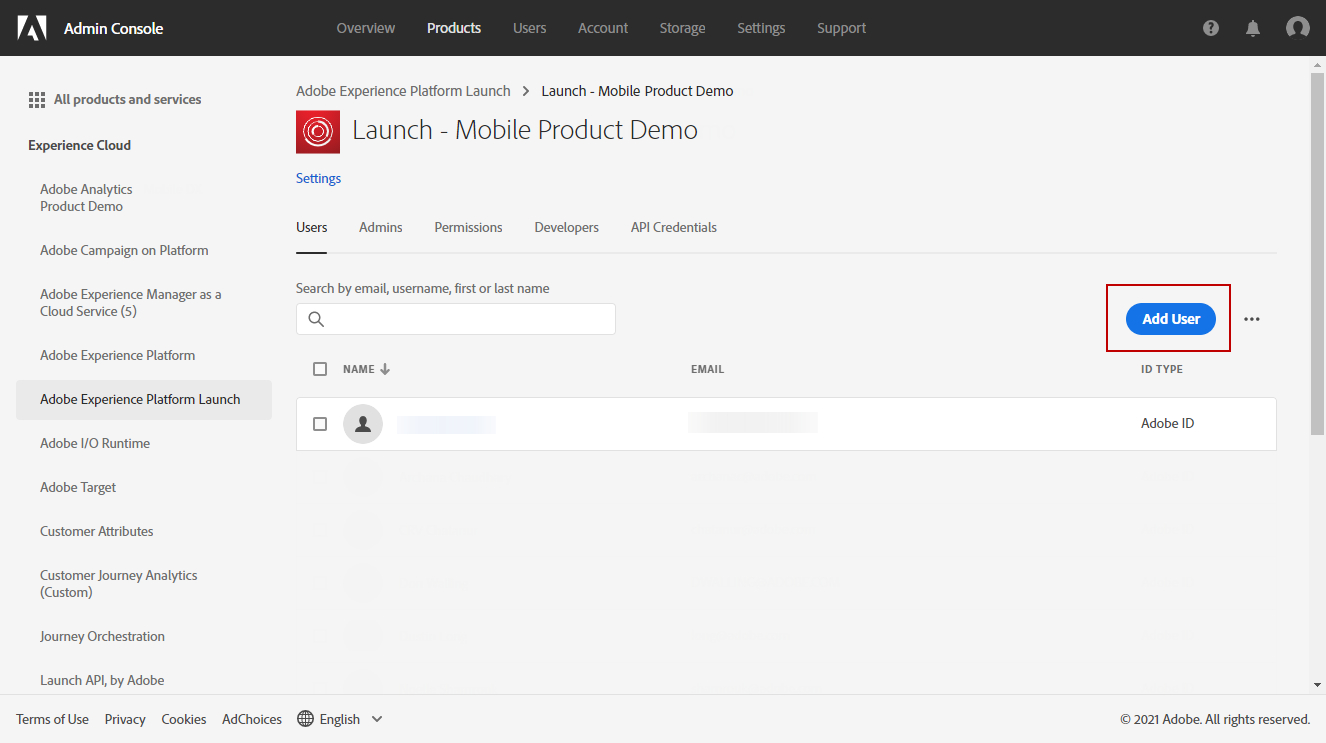 Admin Console
Overview Products Users Account Storage Settings Support
All products and services
Experience Cloud
Adobe Analytics
Product Demo
Adobe Campaign on Platform
Adobe Experience Manager as a
Cloud Service (5)
Adobe Experience Platform
Adobe Experience Platform Launch
Adobe I/O Runtime
Adobe Target
Customer Attributes
Customer Journey Analytics
(Custom)
Journey Orchestration
Launch API, by Adobe
Adobe Experience Platform Launch > Launch - Mobile Product Demo
Launch - Mobile Product Demo
Settings
Users Admins Permissions Developers API Credentials
Search by email, username, first or last name
Add User
NAME EMAIL ID TYPE
Adobe ID
Terms of Use Privacy Cookies AdChoices English © 2021 Adobe. All rights reserved.